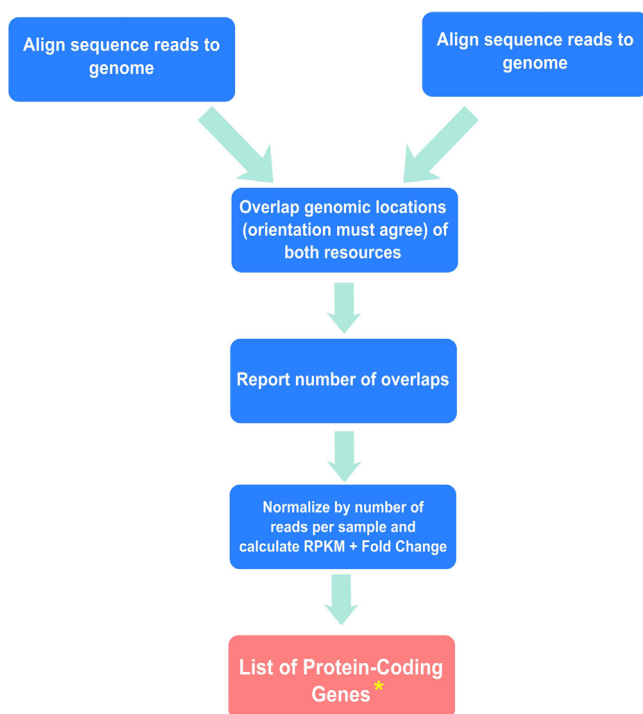 Align sequence reads to
genome
Align sequence reads to
genome
Overlap genomic locations
(orientation must agree) of
both resources
Report number of overlaps
Normalize by number of
reads per sample and
calculate RPKM + Fold Change
List of Protein-Coding
Genes*